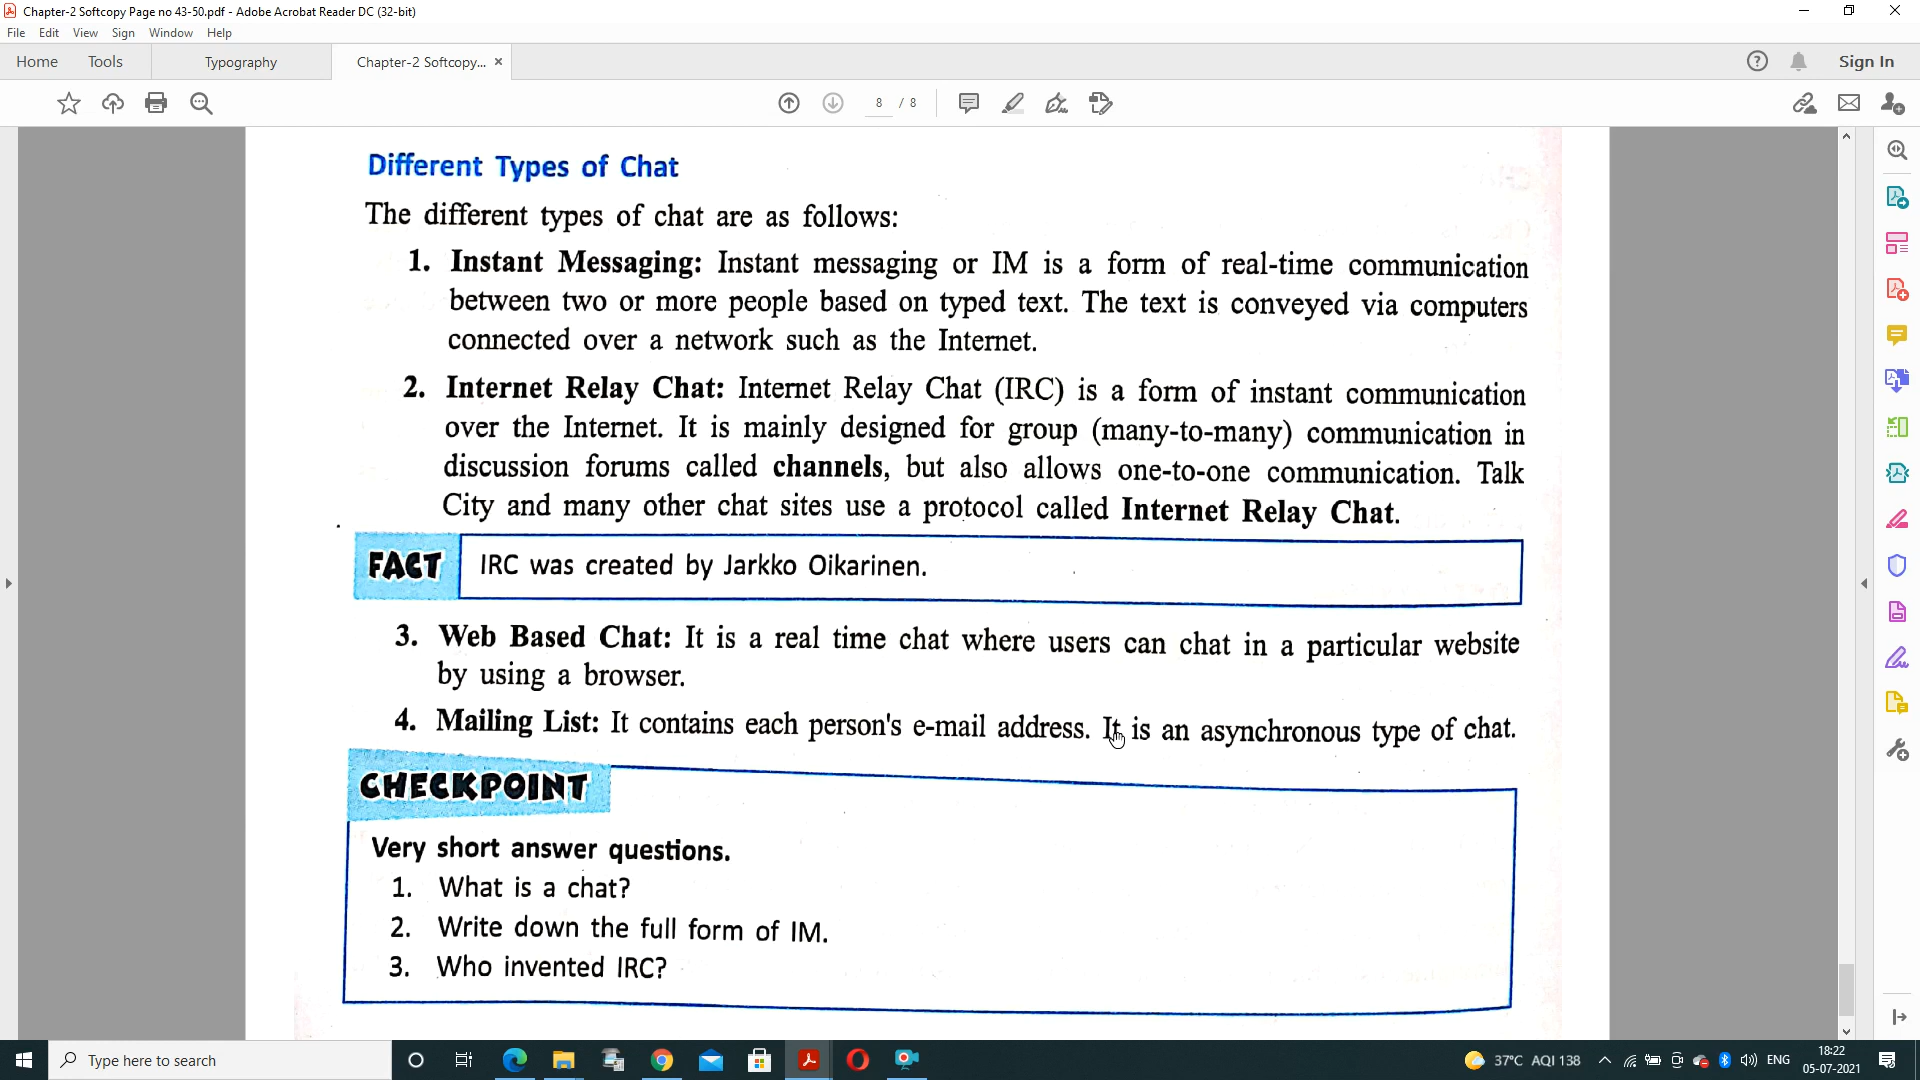 Chapter-2 Softcopy Page no 43-50.pdf - Adobe Acrobat Reader DC (32-bit)
File Edit View Sign Window Help
Home Tools Typography Chapter-2 Softcopy... × Sign In
8 / 8
Different Types of Chat
The different types of chat are as follows:
1. Instant Messaging: Instant messaging or IM is a form of real-time communication
between two or more people based on typed text. The text is conveyed via computers
connected over a network such as the Internet.
2. Internet Relay Chat: Internet Relay Chat (IRC) is a form of instant communication
over the Internet. It is mainly designed for group (many-to-many) communication in
discussion forums called channels, but also allows one-to-one communication. Talk
City and many other chat sites use a protocol called Internet Relay Chat.
FACT IRC was created by Jarkko Oikarinen.
3. Web Based Chat: It is a real time chat where users can chat in a particular website
by using a browser.
4. Mailing List: It contains each person's e-mail address. It is an asynchronous type of chat.
CHECKPOINT
Very short answer questions.
1. What is a chat?
2. Write down the full form of IM.
3. Who invented IRC?
Type here to search
37°C AQI 138 ENG
18:22
05-07-2021